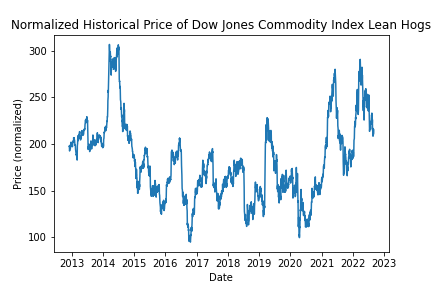 Normalized Historical Price of Dow Jones Commodity Index Lean Hogs
300
250
200
150
100
Price (normalized)
2013 2014 2015 2016 2017 2018 2019 2020 2021 2022 2023
Date